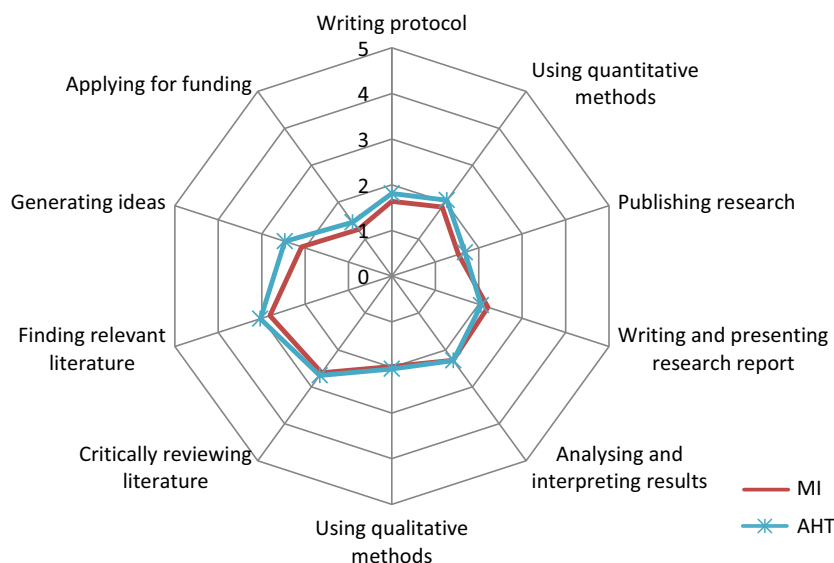 Writing protocol
5
Applying for funding
Using quantitative
methods
4
3
2
Generating ideas
Publishing research
1
0
Finding relevant
literature
Writing and presenting
research report
Critically reviewing
literature
Analysing and
interpreting results
MI
Using qualitative
methods
AHT